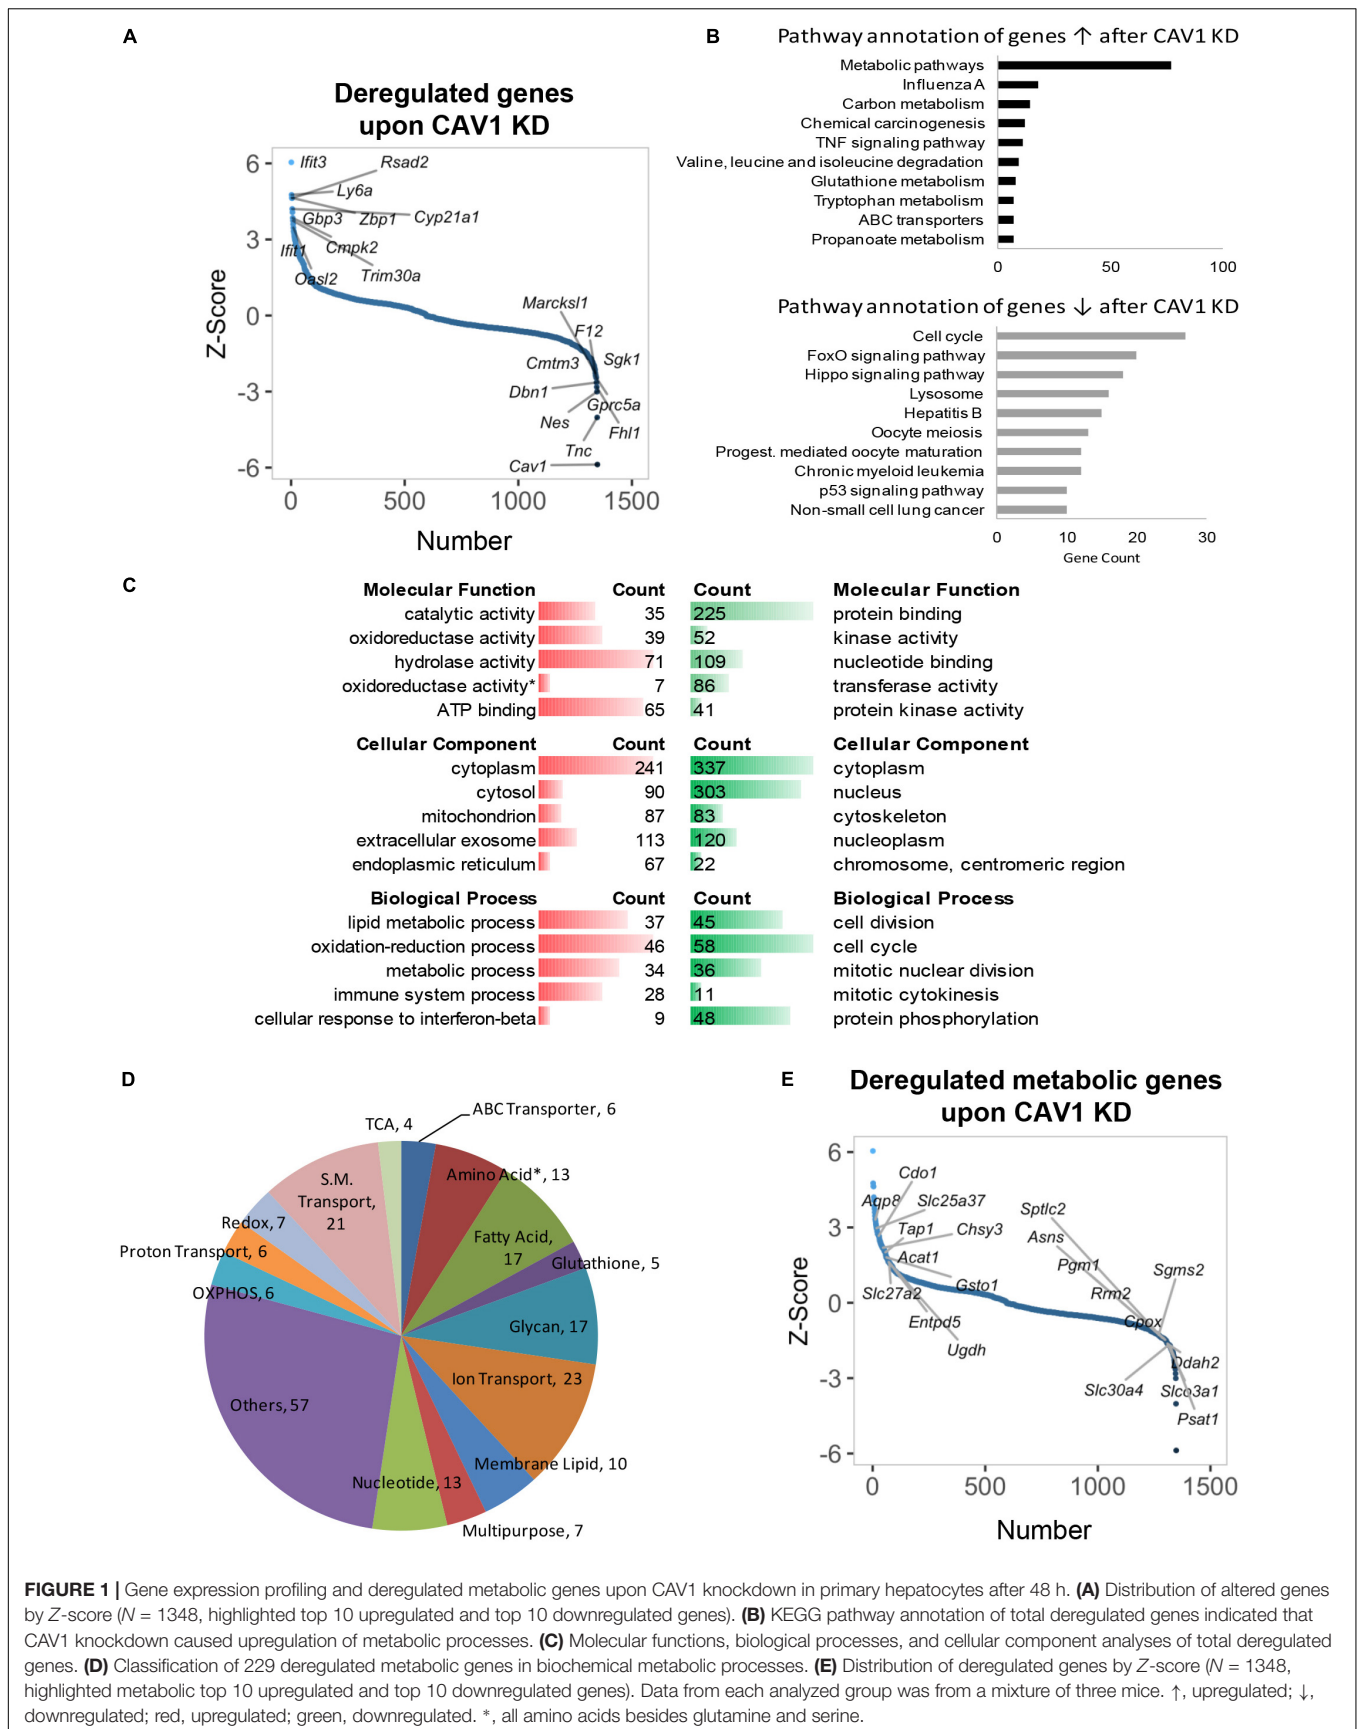 A
Deregulated genes
upon CAV1 KD
6
3
0
-3
-6
Z-Score
Ifit3
Rsad2
Ly6a
Gbp3
Zbp1
Cyp21a1
Ifit1
Cmpk2
Oasl2
Trim30a
Marcksl1
F12
Cmtm3
Sgk1
Dbn1
Gprc5a
Nes
Fhl1
Tnc
Cav1
0 500 1000 1500
Number
B
Pathway annotation of genes ↑ after CAV1 KD
Metabolic pathways
Influenza A
Carbon metabolism
Chemical carcinogenesis
TNF signaling pathway
Valine, leucine and isoleucine degradation
Glutathione metabolism
Tryptophan metabolism
ABC transporters
Propanoate metabolism
0 50 100
Pathway annotation of genes ↓ after CAV1 KD
Cell cycle
FoxO signaling pathway
Hippo signaling pathway
Lysosome
Hepatitis B
Oocyte meiosis
Progest. mediated oocyte maturation
Chronic myeloid leukemia
p53 signaling pathway
Non-small cell lung cancer
0 10 20 30
Gene Count
C
Molecular Function Count Count Molecular Function
catalytic activity 35 225 protein binding
oxidoreductase activity 39 52 kinase activity
hydrolase activity 71 109 nucleotide binding
oxidoreductase activity* 7 86 transferase activity
ATP binding 65 41 protein kinase activity
Cellular Component Count Count Cellular Component
cytoplasm 241 337 cytoplasm
cytosol 90 303 nucleus
mitochondrion 87 83 cytoskeleton
extracellular exosome 113 120 nucleoplasm
endoplasmic reticulum 67 22 chromosome, centromeric region
Biological Process Count Count Biological Process
lipid metabolic process 37 45 cell division
oxidation-reduction process 46 58 cell cycle
metabolic process 34 36 mitotic nuclear division
immune system process 28 11 mitotic cytokinesis
cellular response to interferon-beta 9 48 protein phosphorylation
D
TCA, 4
ABC Transporter, 6
Amino Acid*, 13
Fatty Acid,
17
Glutathione, 5
Glycan, 17
Ion Transport, 23
Membrane Lipid, 10
Multipurpose, 7
Nucleotide, 13
Others, 57
OXPHOS, 6
Proton Transport, 6
Redox, 7
S.M.
Transport,
21
E
Deregulated metabolic genes
upon CAV1 KD
6
3
0
-3
-6
Z-Score
Cdo1
Aqp8
Slc25a37
Tap1
Chsy3
Acat1
Slc27a2
Gsto1
Entpd5
Ugdh
Sptlc2
Asns
Pgm1
Sgms2
Rrm2
Cpox
Ddah2
Slc30a4
Slco3a1
Psat1
0 500 1000 1500
Number
FIGURE 1 | Gene expression profiling and deregulated metabolic genes upon CAV1 knockdown in primary hepatocytes after 48 h. (A) Distribution of altered genes
by Z-score (N = 1348, highlighted top 10 upregulated and top 10 downregulated genes). (B) KEGG pathway annotation of total deregulated genes indicated that
CAV1 knockdown caused upregulation of metabolic processes. (C) Molecular functions, biological processes, and cellular component analyses of total deregulated
genes. (D) Classification of 229 deregulated metabolic genes in biochemical metabolic processes. (E) Distribution of deregulated genes by Z-score (N = 1348,
highlighted metabolic top 10 upregulated and top 10 downregulated genes). Data from each analyzed group was from a mixture of three mice. ↑, upregulated; ↓,
downregulated; red, upregulated; green, downregulated. *, all amino acids besides glutamine and serine.